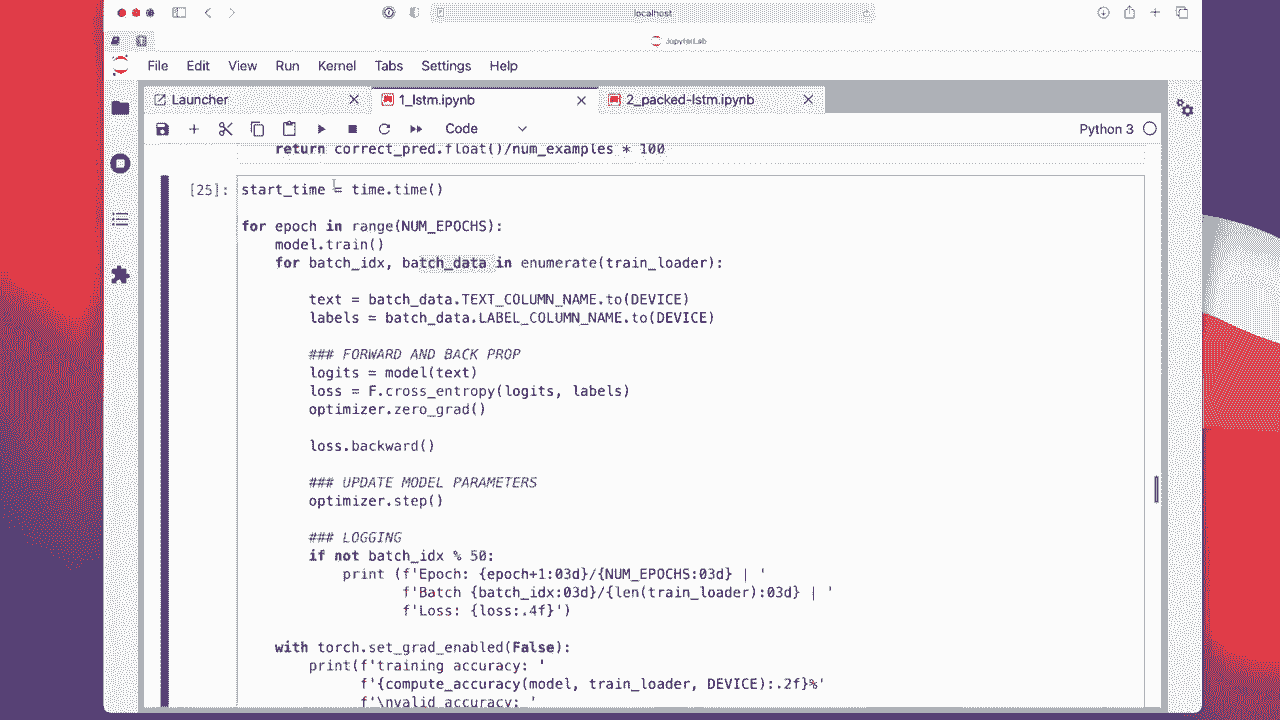 localhost
JupyterLab
File Edit View Run Kernel Tabs Settings Help
Launcher 1_lstm.ipynb 2_packed-lstm.ipynb
Code Python 3
return correct_pred.float()/num_examples * 100
[25]: start_time = time.time()
for epoch in range(NUM_EPOCHS):
model.train()
for batch_idx, batch_data in enumerate(train_loader):
text = batch_data.TEXT_COLUMN_NAME.to(DEVICE)
labels = batch_data.LABEL_COLUMN_NAME.to(DEVICE)
### FORWARD AND BACK PROP
logits = model(text)
loss = F.cross_entropy(logits, labels)
optimizer.zero_grad()
loss.backward()
### UPDATE MODEL PARAMETERS
optimizer.step()
### LOGGING
if not batch_idx % 50:
print (f'Epoch: {epoch+1:03d}/{NUM_EPOCHS:03d} | '
f'Batch {batch_idx:03d}/{len(train_loader):03d} | '
f'Loss: {loss:.4f}')
with torch.set_grad_enabled(False):
print(f'training accuracy: '
f'{compute_accuracy(model, train_loader, DEVICE):.2f}%'
f'\nvalid accuracy: '